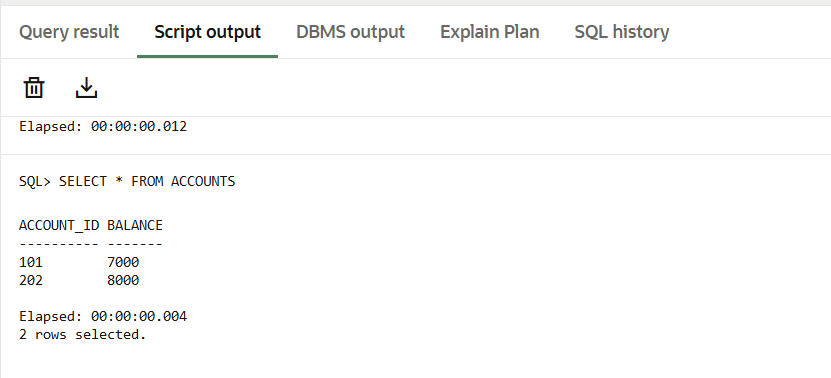 Query result Script output DBMS output Explain Plan SQL history
Elapsed: 00:00:00.012
SQL> SELECT * FROM ACCOUNTS
ACCOUNT_ID BALANCE
---------- -------
101        7000
202        8000
Elapsed: 00:00:00.004
2 rows selected.